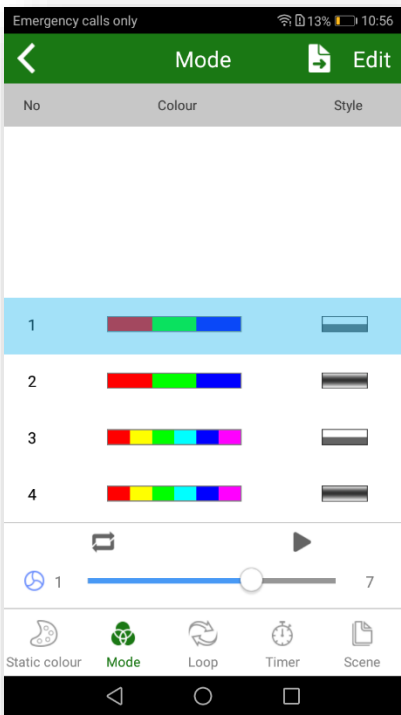 Emergency calls only 13% 10:56
Mode Edit
No Colour Style
1
2
3
4
1 7
Static colour Mode Loop Timer Scene